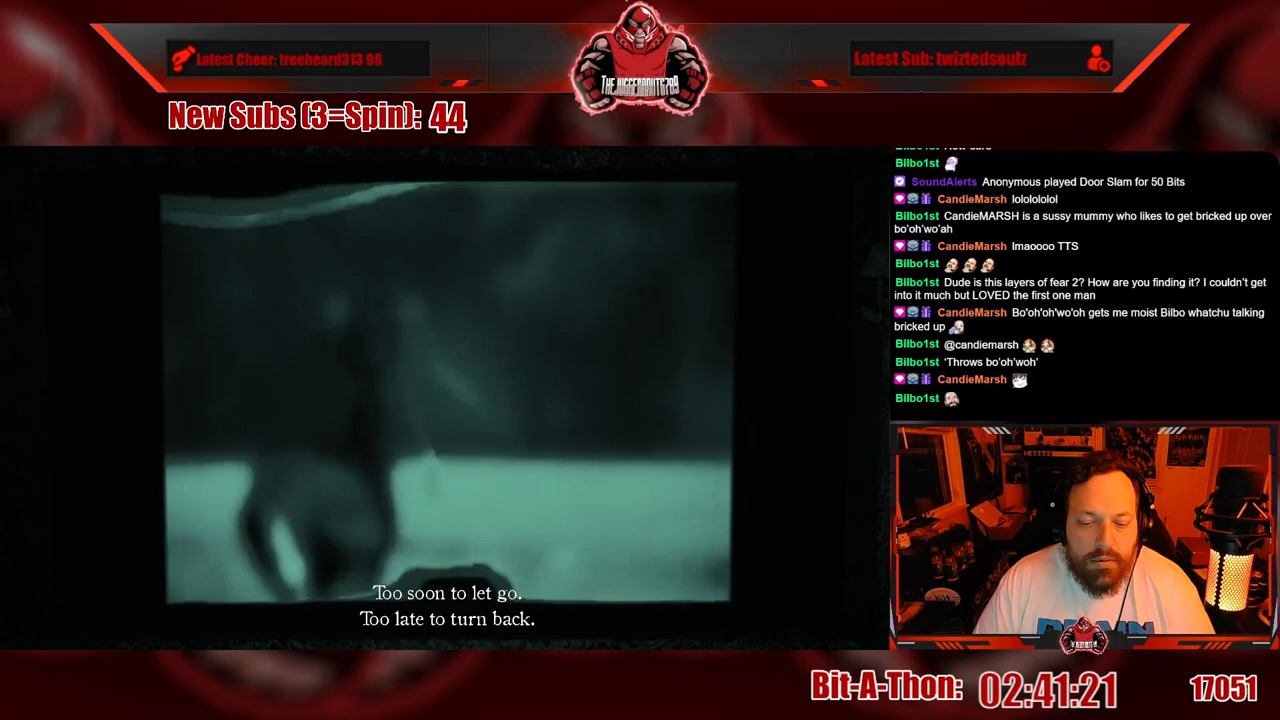 Latest Cheer: treebeard313 98
THEJUGGERNAUT6789
Latest Sub: twiztedsoulz
New Subs (3=Spin): 44
Bilbo1st
Bilbo1st
SoundAlerts Anonymous played Door Slam for 50 Bits
CandieMarsh lolololololol
Bilbo1st CandieMARSH is a sussy mummy who likes to get bricked up over
bo'oh'wo'ah
CandieMarsh lmaoooo TTS
Bilbo1st
Bilbo1st Dude is this layers of fear 2? How are you finding it? I couldn't get
into it much but LOVED the first one man
CandieMarsh Bo'oh'oh'wo'oh gets me moist Bilbo whatchu talking
bricked up
Bilbo1st @candiemarsh
Bilbo1st 'Throws bo'oh'woh'
CandieMarsh
Bilbo1st
Too soon to let go.
Too late to turn back.
Bit-A-Thon: 02:41:21 17051